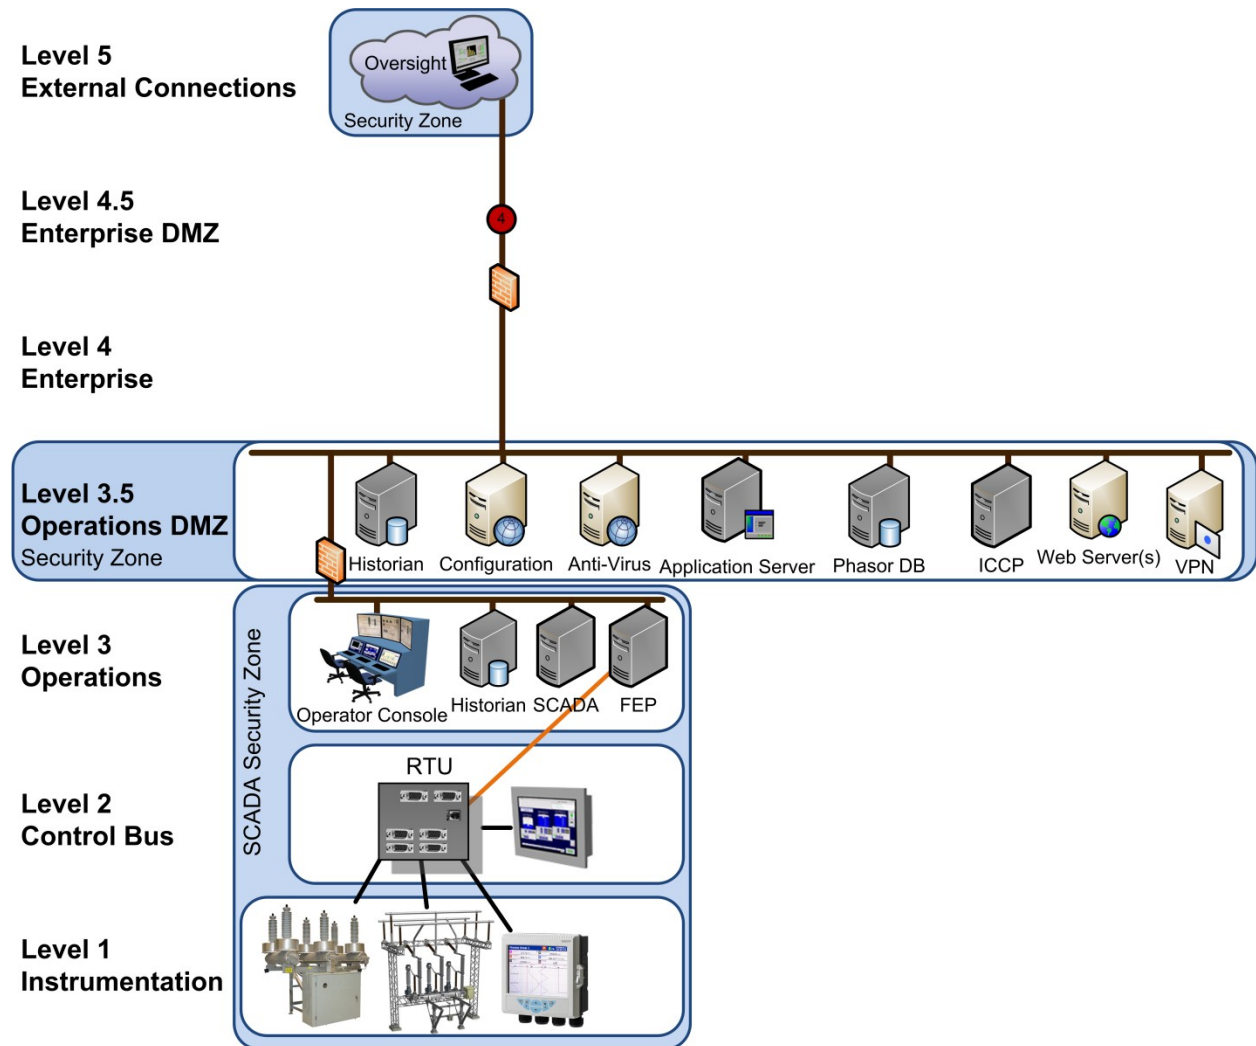 Level 5
External Connections
Oversight
Security Zone
Level 4.5
Enterprise DMZ
4
Level 4
Enterprise
Level 3.5
Operations DMZ
Security Zone
Historian
Configuration
Anti-Virus
Application Server
Phasor DB
ICCP
Web Server(s)
VPN
SCADA Security Zone
Level 3
Operations
Operator Console
Historian
SCADA
FEP
Level 2
Control Bus
RTU
Level 1
Instrumentation